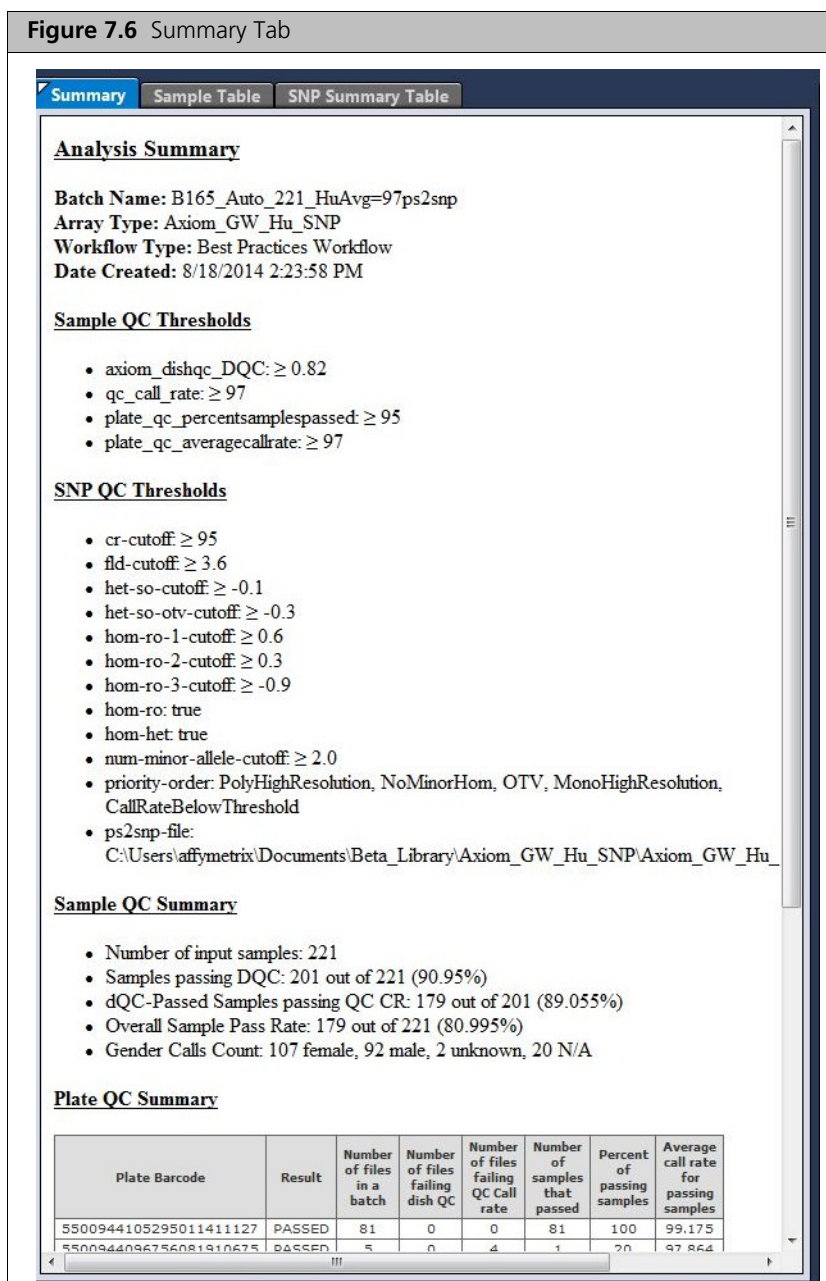 Figure 7.6 Summary Tab
Summary Sample Table SNP Summary Table
Analysis Summary
Batch Name: B165_Auto_221_HuAvg=97ps2snp
Array Type: Axiom_GW_Hu_SNP
Workflow Type: Best Practices Workflow
Date Created: 8/18/2014 2:23:58 PM
Sample QC Thresholds
• axiom_dishqc_DQC: ≥ 0.82
• qc_call_rate: ≥ 97
• plate_qc_percentsamplespassed: ≥ 95
• plate_qc_averagecallrate: ≥ 97
SNP QC Thresholds
• cr-cutoff: ≥ 95
• fld-cutoff: ≥ 3.6
• het-so-cutoff: ≥ -0.1
• het-so-otv-cutoff: ≥ -0.3
• hom-ro-1-cutoff: ≥ 0.6
• hom-ro-2-cutoff: ≥ 0.3
• hom-ro-3-cutoff: ≥ -0.9
• hom-ro: true
• hom-het: true
• num-minor-allele-cutoff: ≥ 2.0
• priority-order: PolyHighResolution, NoMinorHom, OTV, MonoHighResolution,
CallRateBelowThreshold
• ps2snp-file:
C:\Users\affymetrix\Documents\Beta_Library\Axiom_GW_Hu_SNP\Axiom_GW_Hu_
Sample QC Summary
• Number of input samples: 221
• Samples passing DQC: 201 out of 221 (90.95%)
• dQC-Passed Samples passing QC CR: 179 out of 201 (89.055%)
• Overall Sample Pass Rate: 179 out of 221 (80.995%)
• Gender Calls Count: 107 female, 92 male, 2 unknown, 20 N/A
Plate QC Summary
Plate Barcode Result Number of files in a batch Number of files failing dish QC Number of files failing QC Call rate Number of samples that passed Percent of passing samples Average call rate for passing samples
5500944105295011411127 PASSED 81 0 0 81 100 99.175
5500944096756081910675 PASSED 5 0 4 1 20 97.864